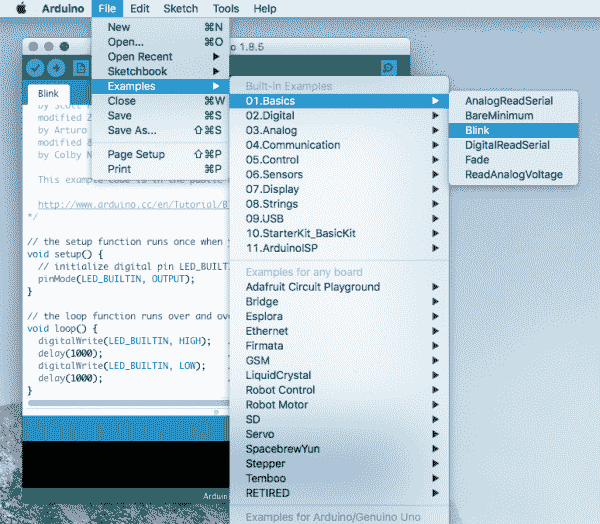 Arduino File Edit Sketch Tools Help
New ⌘N
Open... ⌘O
Open Recent
Sketchbook
Examples
Close ⌘W
Save ⌘S
Save As... ⇧⌘S
Page Setup ⇧⌘P
Print ⌘P
1.8.5
Built-in Examples
01.Basics
02.Digital
03.Analog
04.Communication
05.Control
06.Sensors
07.Display
08.Strings
09.USB
10.StarterKit_BasicKit
11.ArduinoISP
Examples for any board
Adafruit Circuit Playground
Bridge
Esplora
Ethernet
Firmata
GSM
LiquidCrystal
Robot Control
Robot Motor
SD
Servo
SpacebrewYun
Stepper
Temboo
RETIRED
Examples for Arduino/Genuino Uno
AnalogReadSerial
BareMinimum
Blink
DigitalReadSerial
Fade
ReadAnalogVoltage
Blink
by Scott
modified
by Arturo
modified
by Colby N
This example code is in the public
http://www.arduino.cc/en/Tutorial/B
*/
// the setup function runs once when
void setup() {
// initialize digital pin LED_BUILT
pinMode(LED_BUILTIN, OUTPUT);
}
// the loop function runs over and ov
void loop() {
digitalWrite(LED_BUILTIN, HIGH);
delay(1000);
digitalWrite(LED_BUILTIN, LOW);
delay(1000);
}